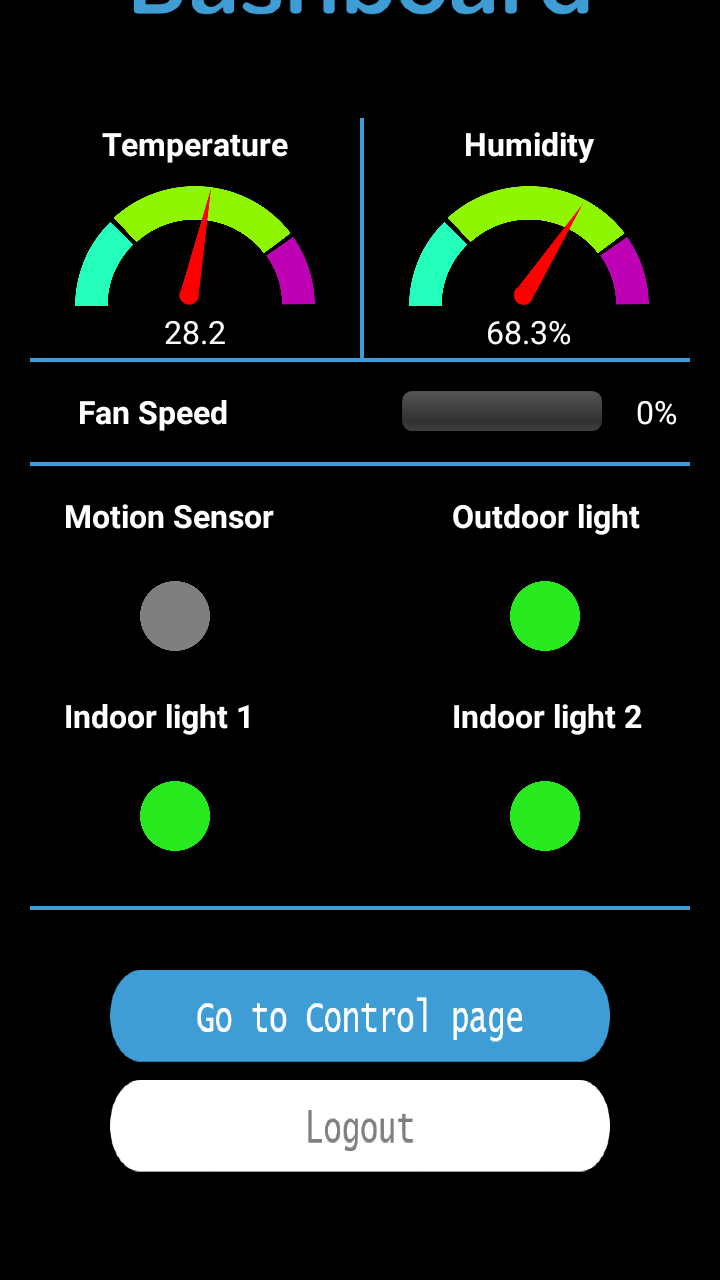 Dashboard
Temperature
Humidity
28.2
68.3%
Fan Speed
0%
Motion Sensor
Outdoor light
Indoor light 1
Indoor light 2
Go to Control page
Logout